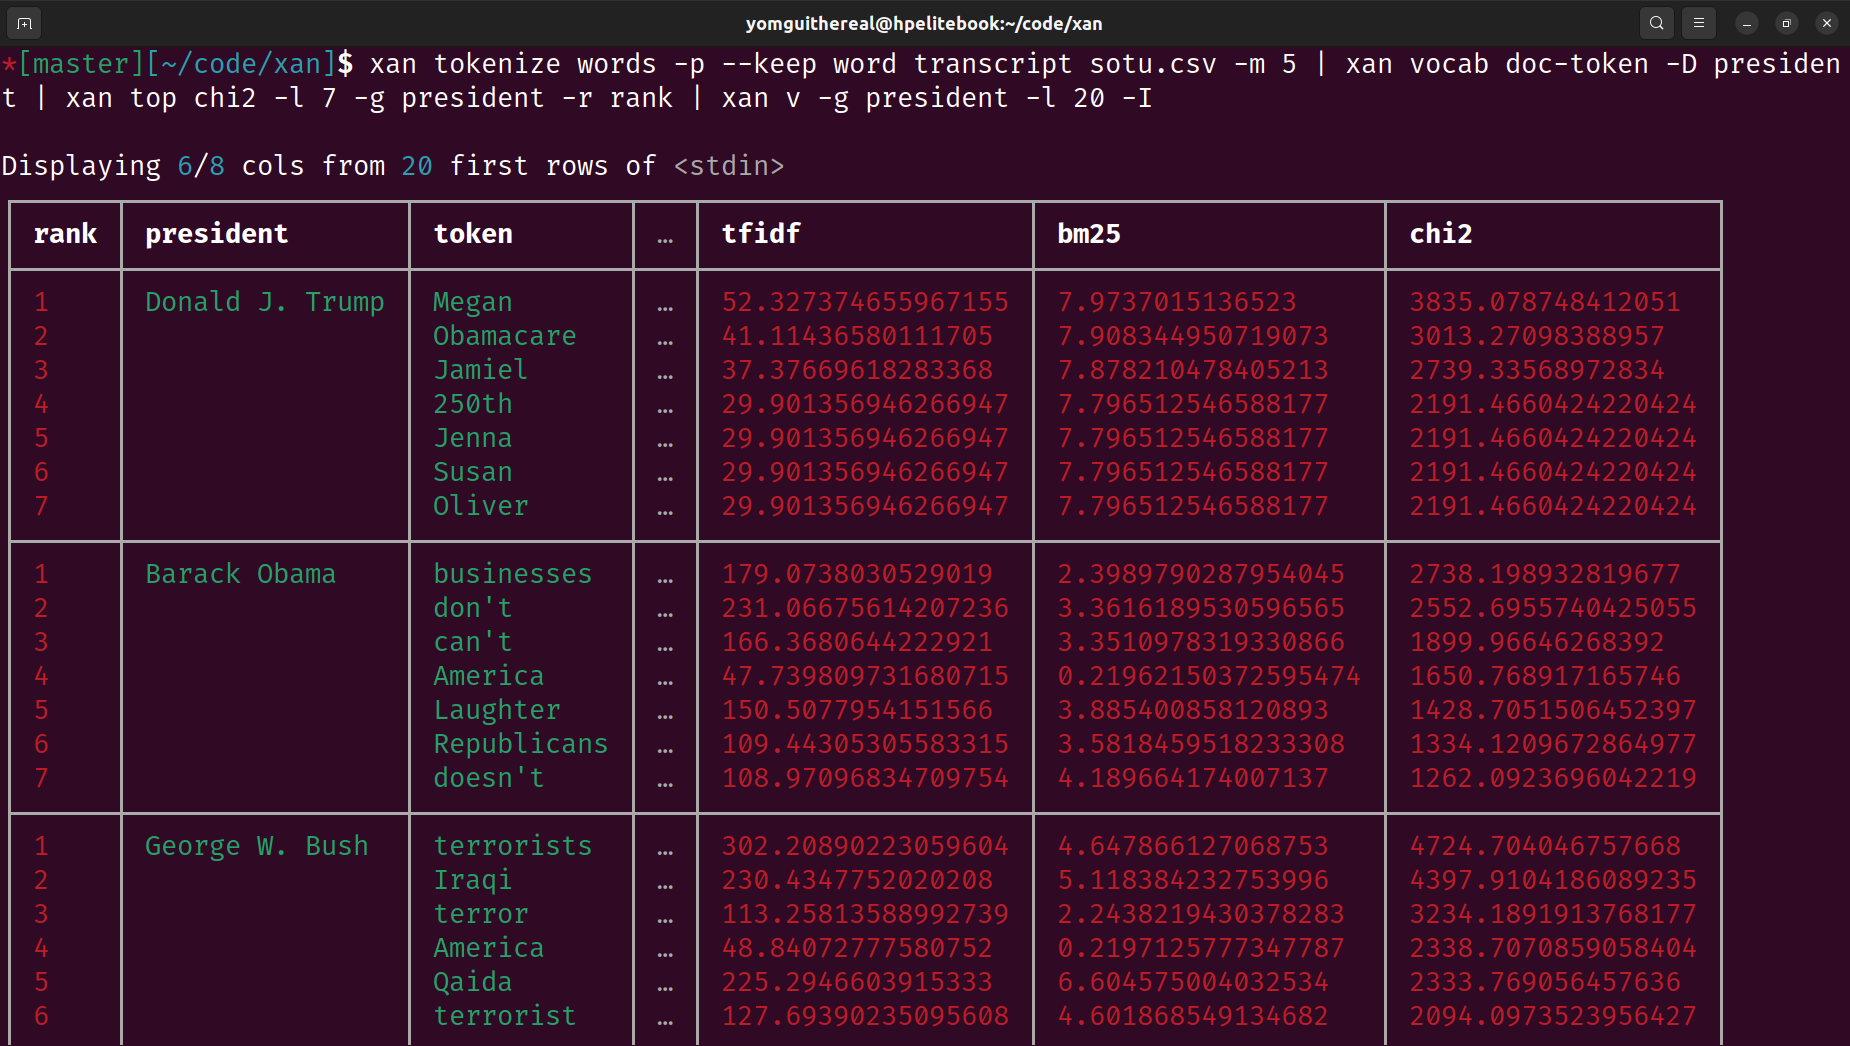 yomguithereal@hpelitebook:~/code/xan
*[master][~/code/xan]$ xan tokenize words -p --keep word transcript sotu.csv -m 5 | xan vocab doc-token -D presiden
t | xan top chi2 -l 7 -g president -r rank | xan v -g president -l 20 -I
Displaying 6/8 cols from 20 first rows of <stdin>
rank president token … tfidf bm25 chi2
1 Donald J. Trump Megan … 52.327374655967155 7.9737015136523 3835.078748412051
2 Obamacare … 41.11436580111705 7.908344950719073 3013.27098388957
3 Jamiel … 37.37669618283368 7.878210478405213 2739.33568972834
4 250th … 29.901356946266947 7.796512546588177 2191.4660424220424
5 Jenna … 29.901356946266947 7.796512546588177 2191.4660424220424
6 Susan … 29.901356946266947 7.796512546588177 2191.4660424220424
7 Oliver … 29.901356946266947 7.796512546588177 2191.4660424220424
1 Barack Obama businesses … 179.0738030529019 2.3989790287954045 2738.198932819677
2 don't … 231.06675614207236 3.3616189530596565 2552.6955740425055
3 can't … 166.3680644222921 3.3510978319330866 1899.96646268392
4 America … 47.739809731680715 0.21962150372595474 1650.768917165746
5 Laughter … 150.5077954151566 3.885400858120893 1428.7051506452397
6 Republicans … 109.44305305583315 3.5818459518233308 1334.1209672864977
7 doesn't … 108.97096834709754 4.189664174007137 1262.0923696042219
1 George W. Bush terrorists … 302.20890223059604 4.647866127068753 4724.704046757668
2 Iraqi … 230.4347752020208 5.118384232753996 4397.9104186089235
3 terror … 113.25813588992739 2.2438219430378283 3234.1891913768177
4 America … 48.84072777580752 0.2197125777347787 2338.7070859058404
5 Qaida … 225.2946603915333 6.604575004032534 2333.769056457636
6 terrorist … 127.69390235095608 4.601868549134682 2094.0973523956427